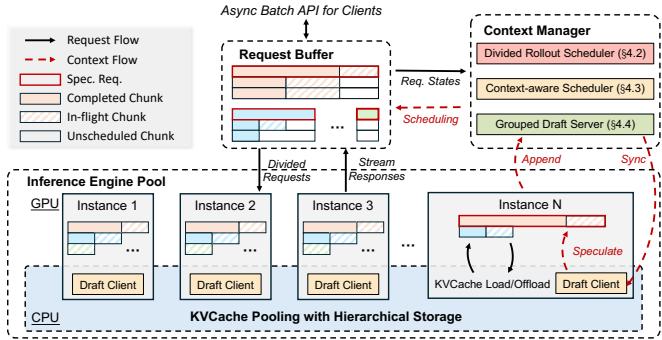 Async Batch API for Clients
Request Flow
Context Flow
Spec. Req.
Completed Chunk
In-flight Chunk
Unscheduled Chunk
Request Buffer
...
Req. States
Scheduling
Context Manager
Divided Rollout Scheduler (§4.2)
Context-aware Scheduler (§4.3)
Grouped Draft Server (§4.4)
Divided
Requests
Stream
Responses
Append
Sync
Inference Engine Pool
GPU
Instance 1
...
Draft Client
Instance 2
...
Draft Client
Instance 3
...
Draft Client
...
Instance N
Speculate
KVCache Load/Offload
Draft Client
CPU
KVCache Pooling with Hierarchical Storage